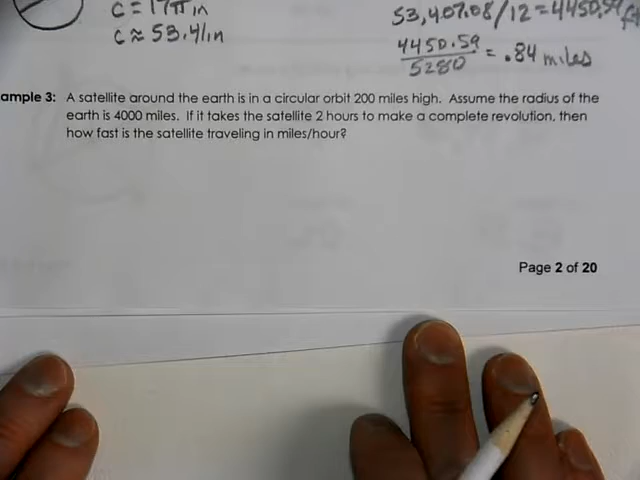 C = 17π in
C ≈ 53.41in
53,407.08/12 = 4450.59 ft
4450.59
5280
= .84 miles
ample 3: A satellite around the earth is in a circular orbit 200 miles high. Assume the radius of the
earth is 4000 miles. If it takes the satellite 2 hours to make a complete revolution, then
how fast is the satellite traveling in miles/hour?
Page 2 of 20